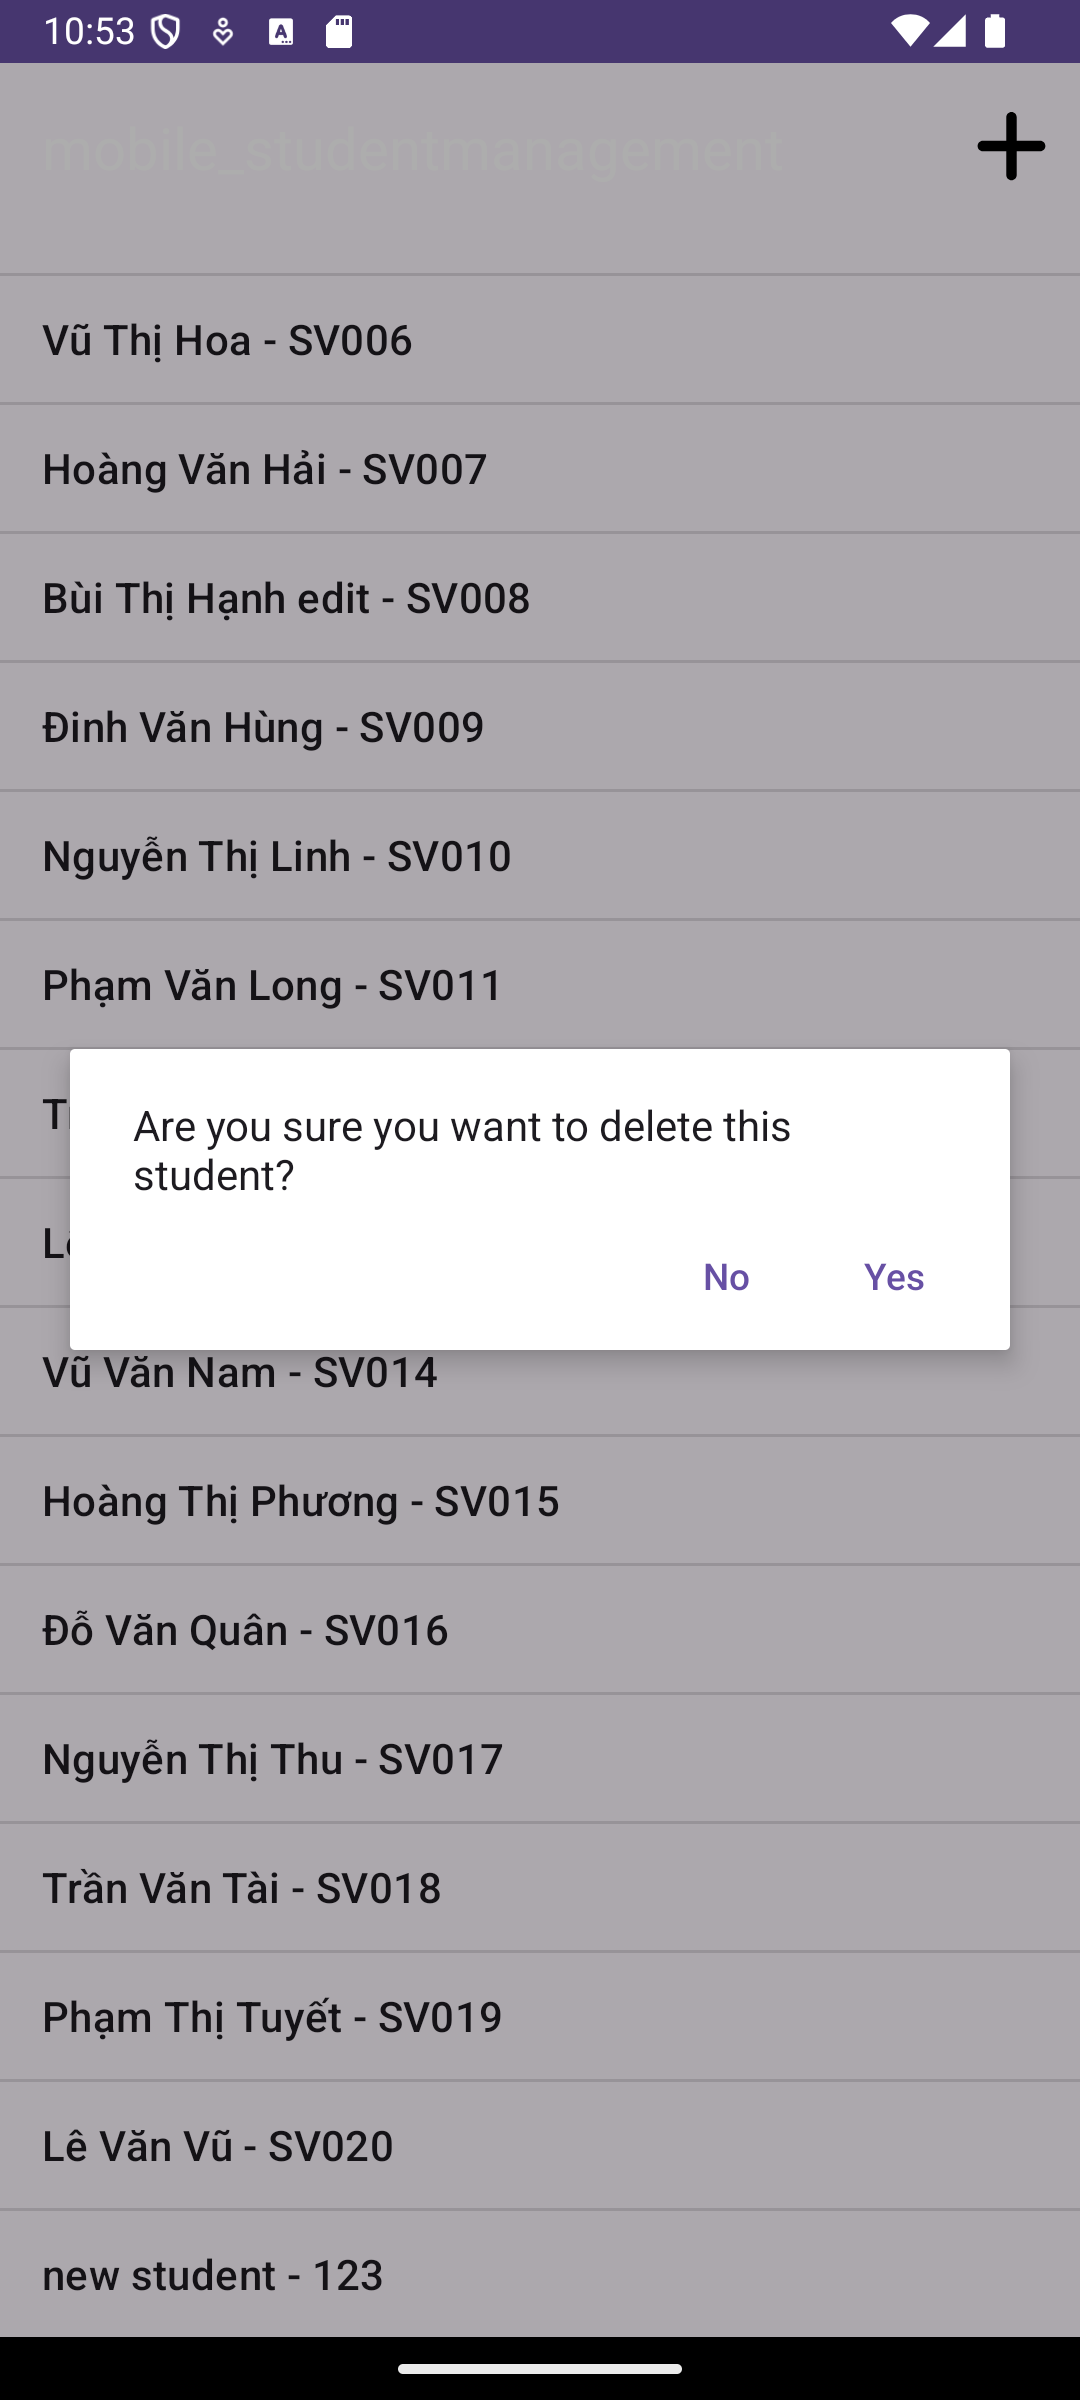 10:53
mobile_studentmanagement
Vũ Thị Hoa - SV006
Hoàng Văn Hải - SV007
Bùi Thị Hạnh edit - SV008
Đinh Văn Hùng - SV009
Nguyễn Thị Linh - SV010
Phạm Văn Long - SV011
Are you sure you want to delete this
student?
No Yes
Vũ Văn Nam - SV014
Hoàng Thị Phương - SV015
Đỗ Văn Quân - SV016
Nguyễn Thị Thu - SV017
Trần Văn Tài - SV018
Phạm Thị Tuyết - SV019
Lê Văn Vũ - SV020
new student - 123